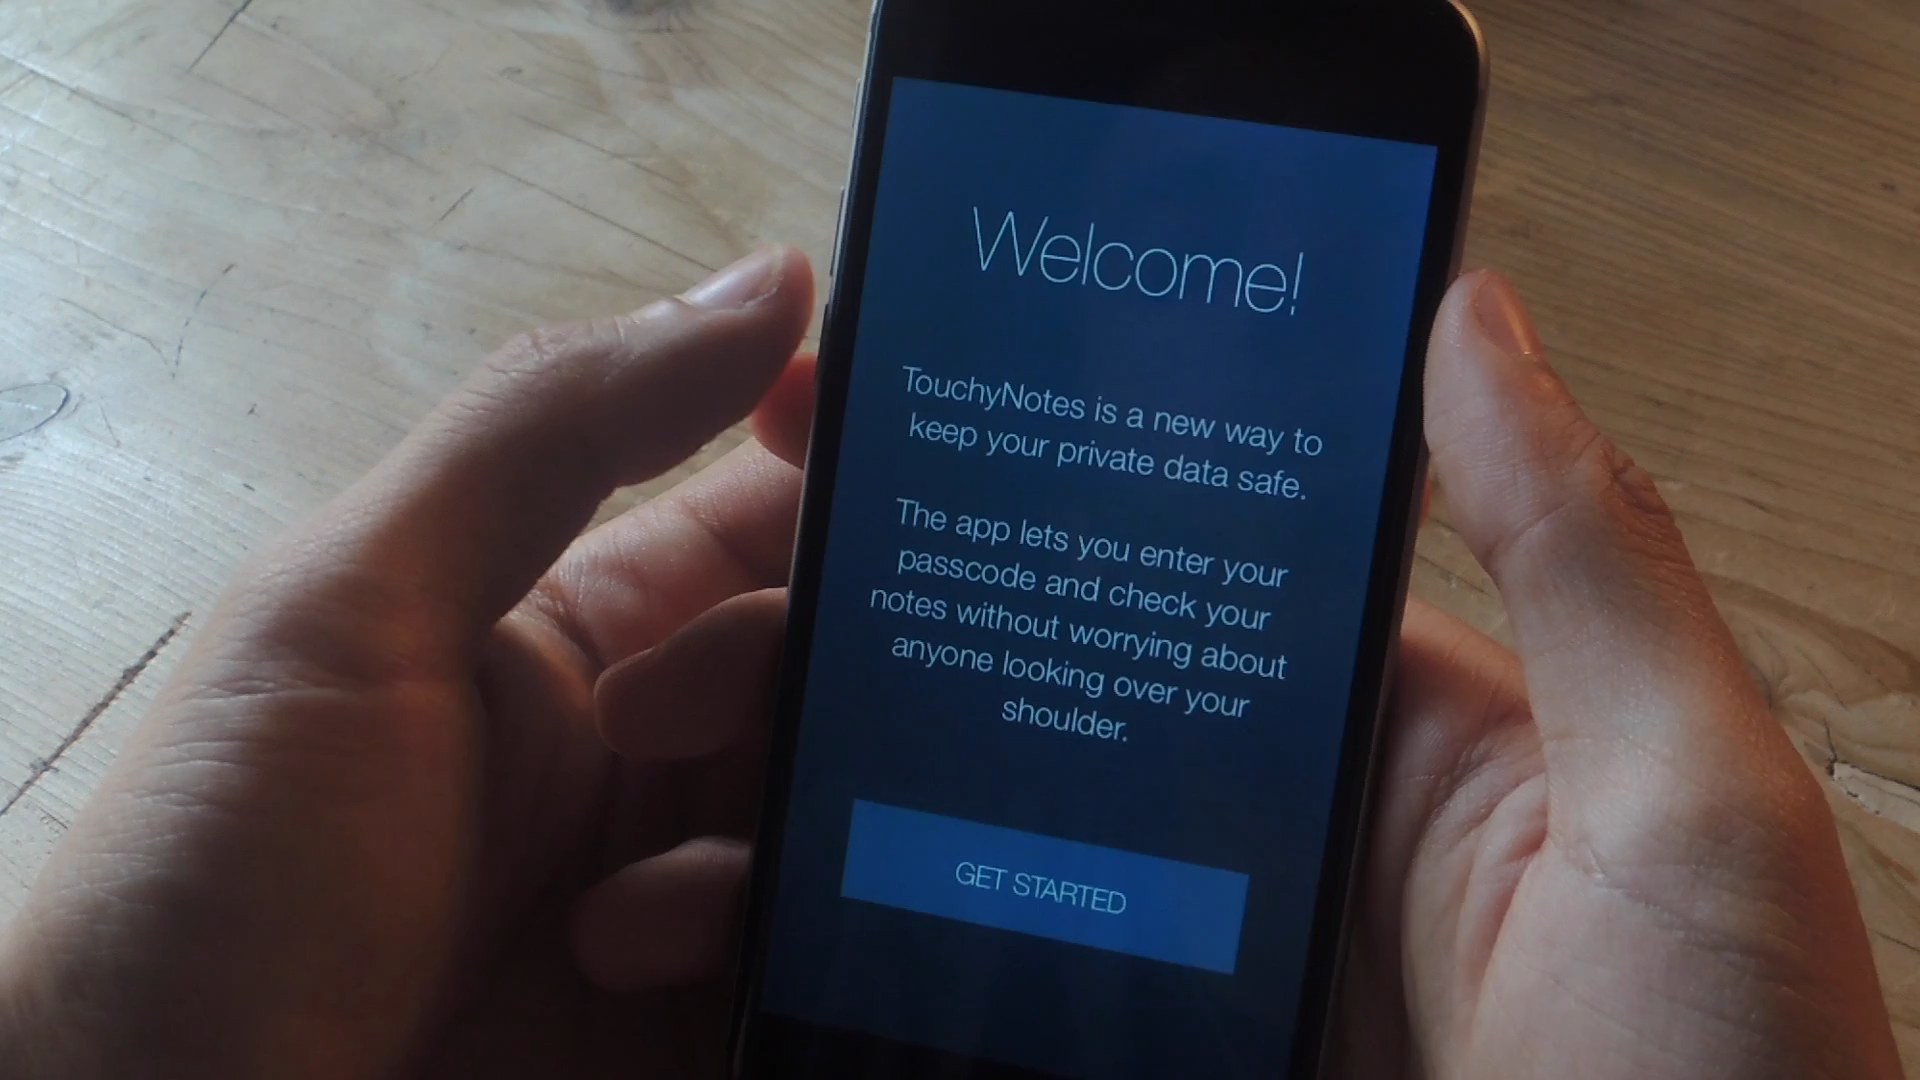 Welcome!
TouchyNotes is a new way to
keep your private data safe.
The app lets you enter your
passcode and check your
notes without worrying about
anyone looking over your
shoulder.
GET STARTED